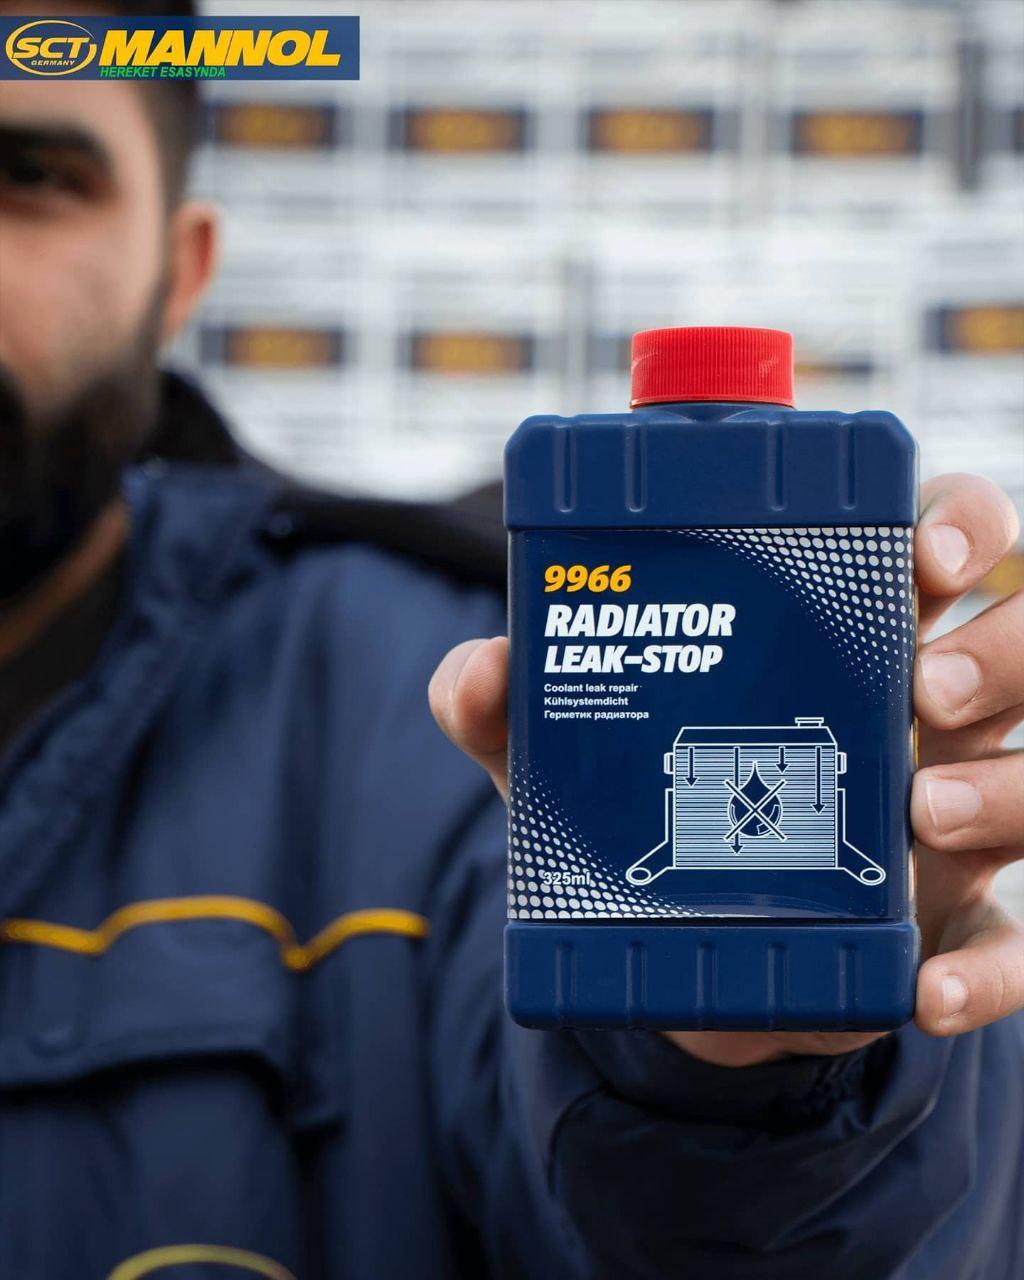 SCT
GERMANY
MANNOL
HEREKET ESASYNDA
9966
RADIATOR
LEAK-STOP
Coolant leak repair
Kühlsystemdicht
Герметик радиатора
325ml